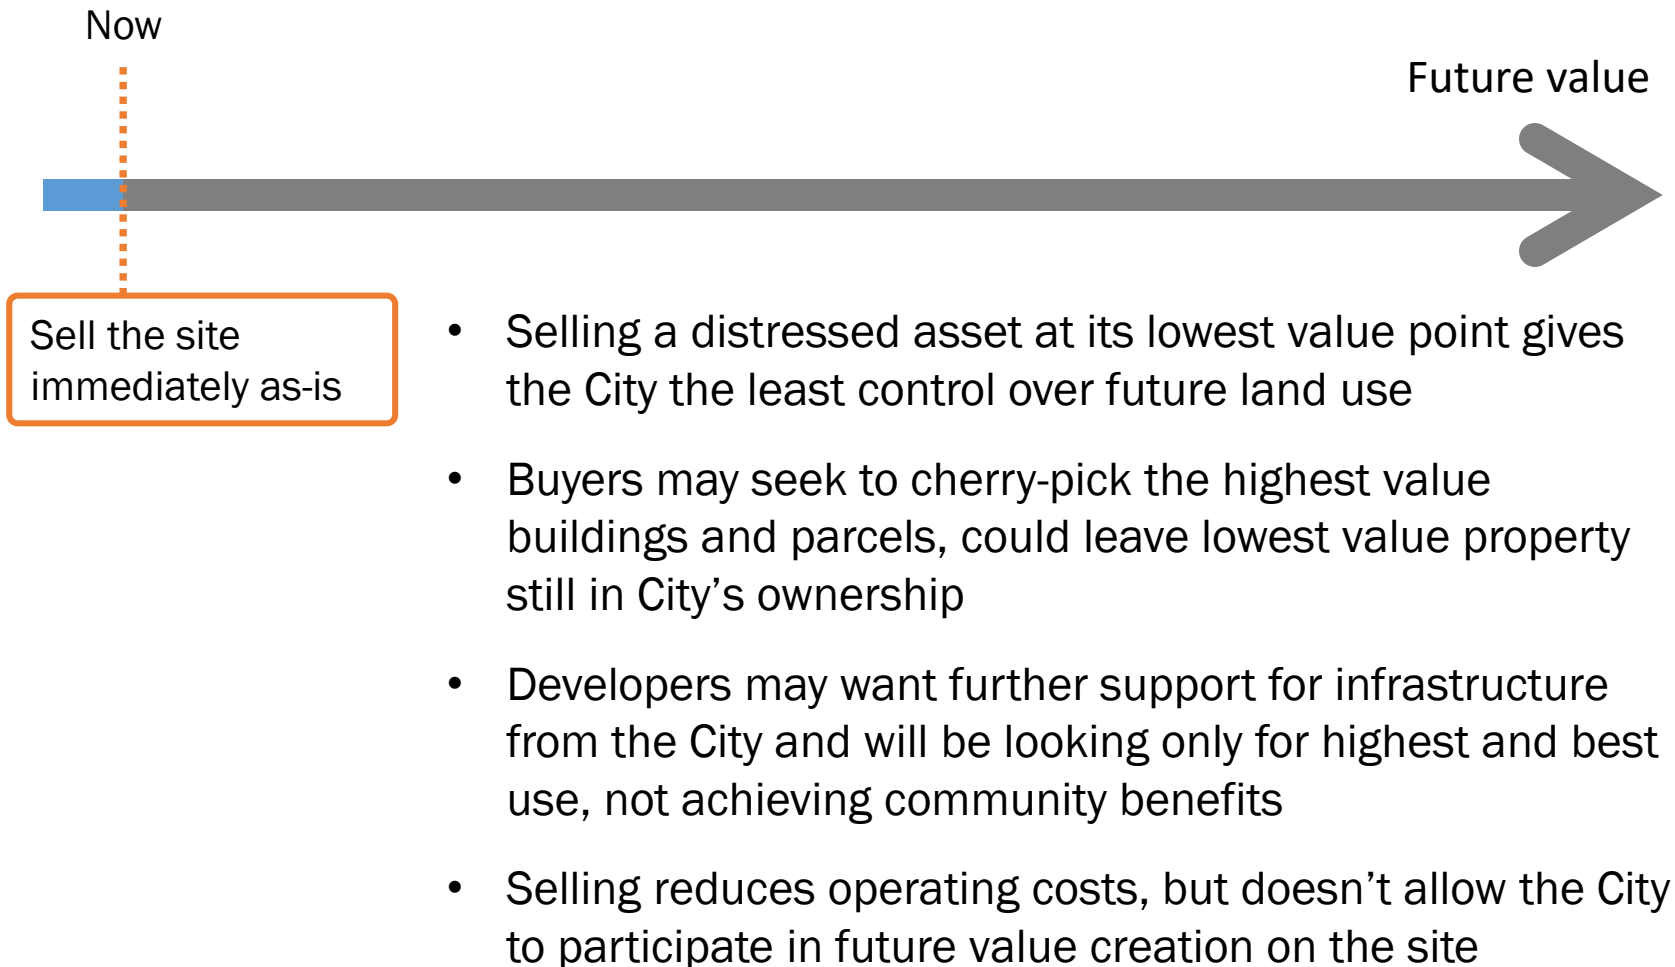 Now
Future value
Sell the site
immediately as-is
• Selling a distressed asset at its lowest value point gives
the City the least control over future land use
• Buyers may seek to cherry-pick the highest value
buildings and parcels, could leave lowest value property
still in City’s ownership
• Developers may want further support for infrastructure
from the City and will be looking only for highest and best
use, not achieving community benefits
• Selling reduces operating costs, but doesn’t allow the City
to participate in future value creation on the site